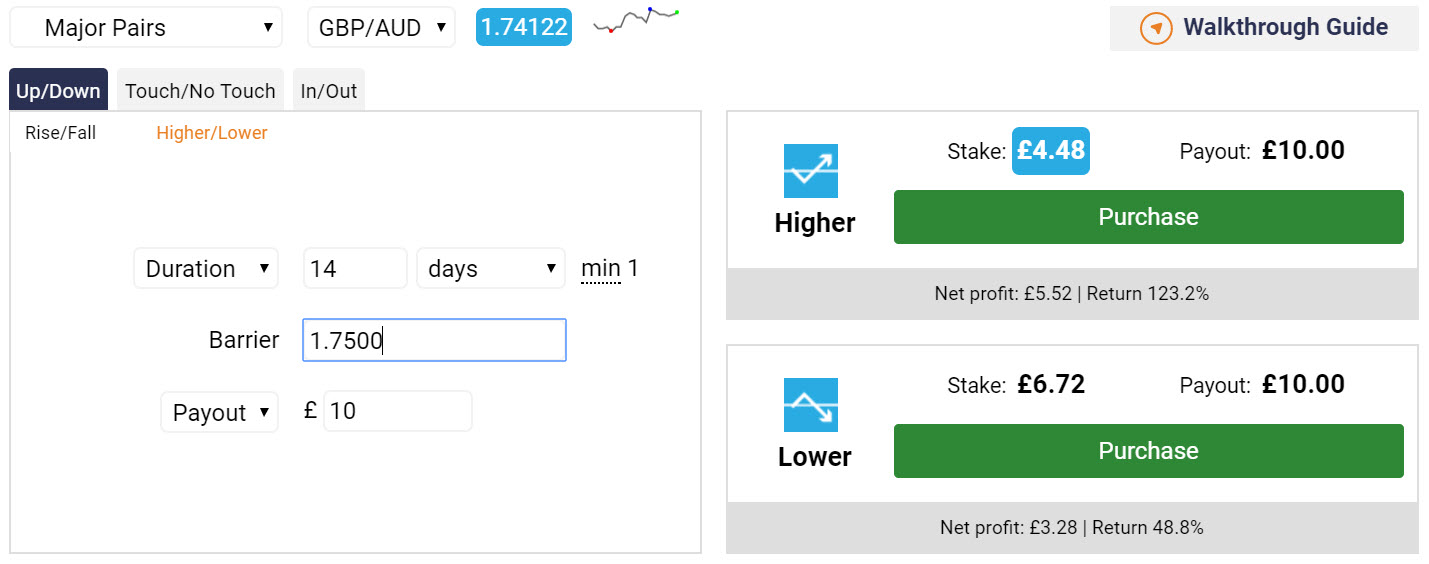 Major Pairs GBP/AUD 1.74122 Walkthrough Guide
Up/Down Touch/No Touch In/Out
Rise/Fall Higher/Lower
Duration 14 days min 1
Barrier 1.7500
Payout £ 10
Stake: £4.48 Payout: £10.00
Higher
Purchase
Net profit: £5.52 | Return 123.2%
Stake: £6.72 Payout: £10.00
Lower
Purchase
Net profit: £3.28 | Return 48.8%